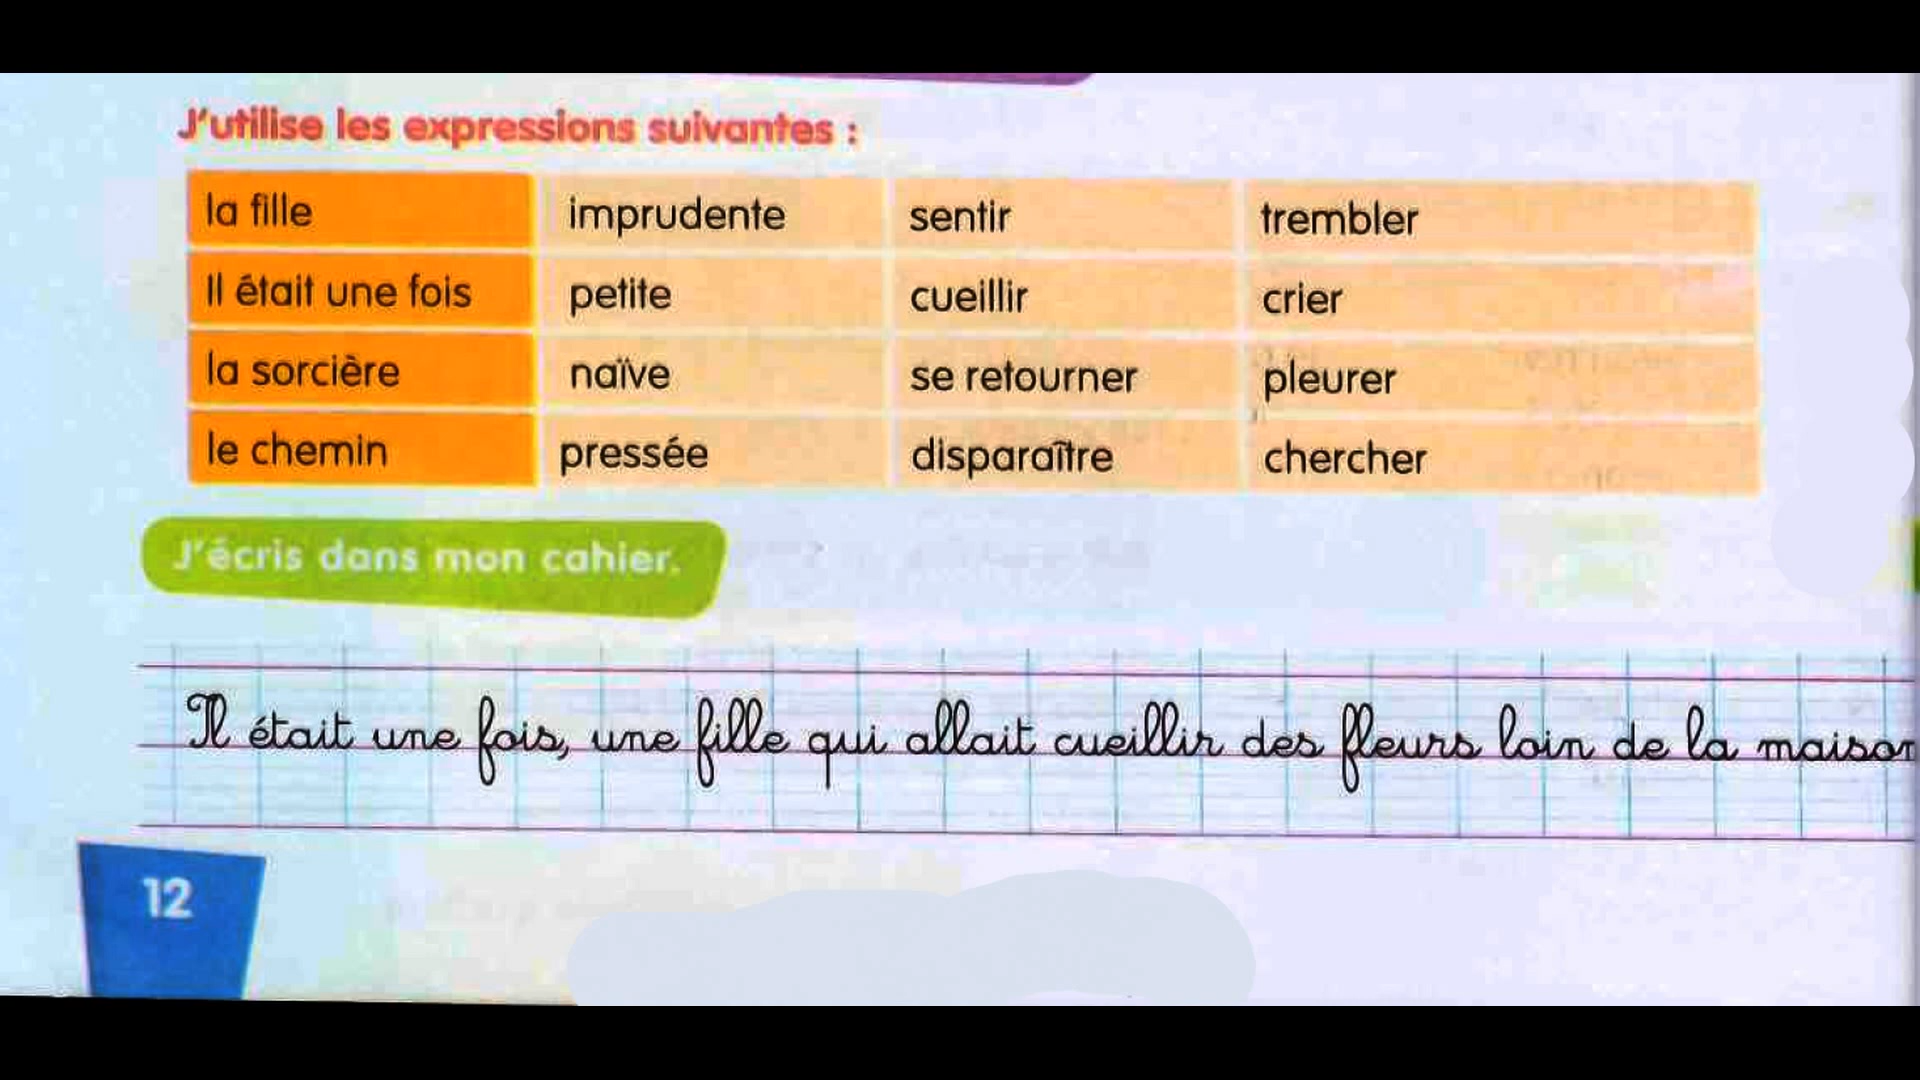 J'utilise les expressions suivantes :
la fille imprudente sentir trembler
Il était une fois petite cueillir crier
la sorcière naïve se retourner pleurer
le chemin pressée disparaître chercher
J'écris dans mon cahier.
Il était une fois, une fille qui allait cueillir des fleurs loin de la maison
12